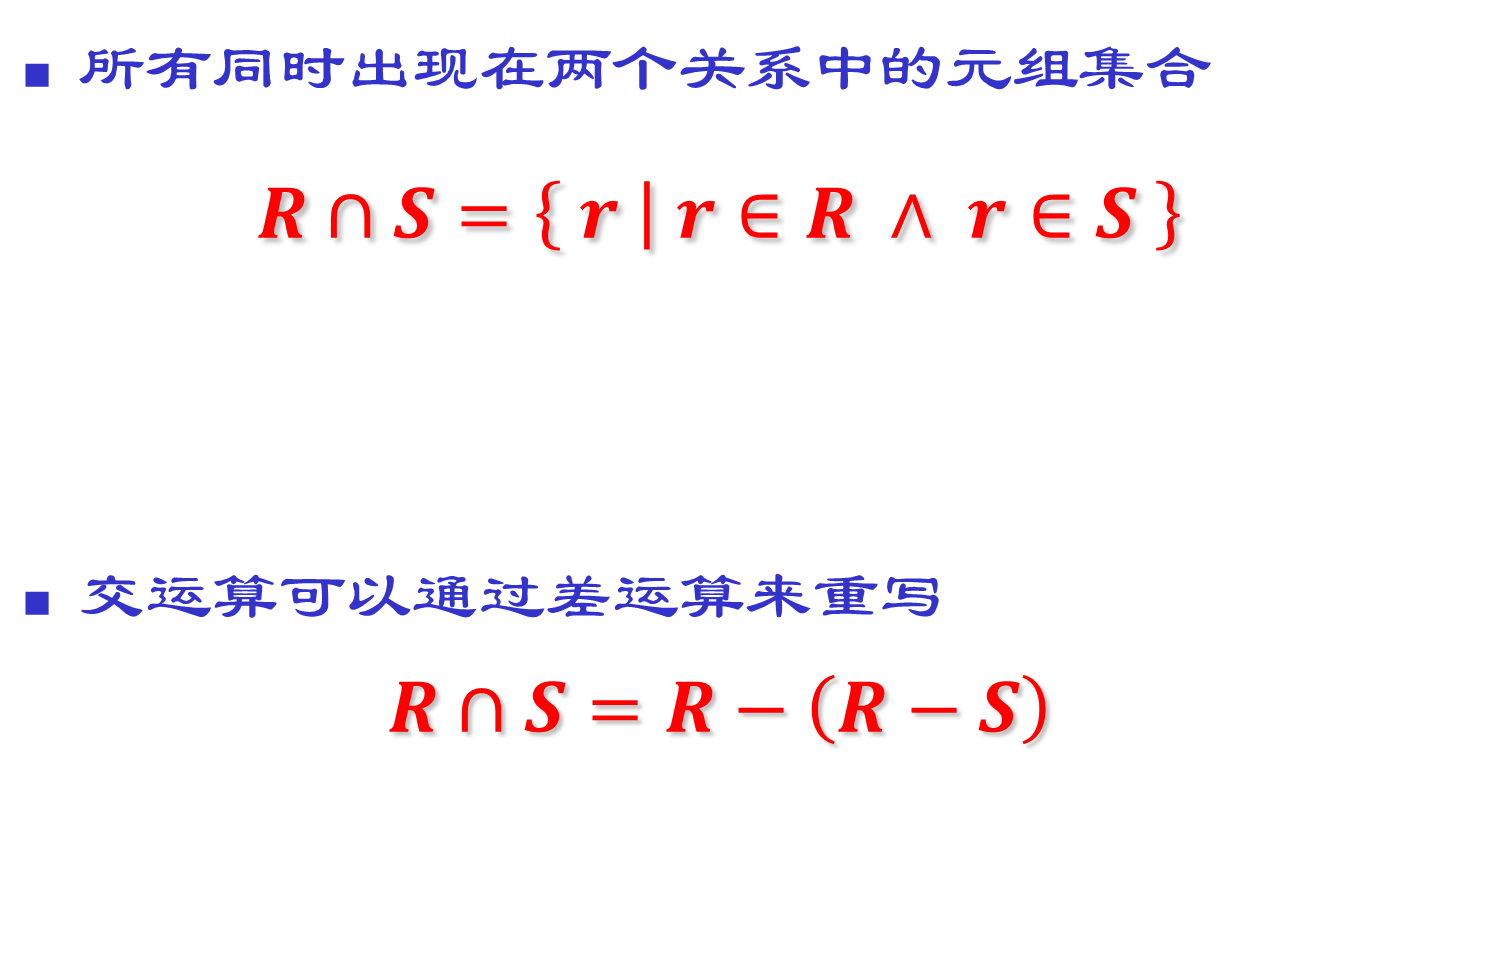 ■ 所有同时出现在两个关系中的元组集合
R ∩ S = { r | r ∈ R ∧ r ∈ S }
■ 交运算可以通过差运算来重写
R ∩ S = R − (R − S)